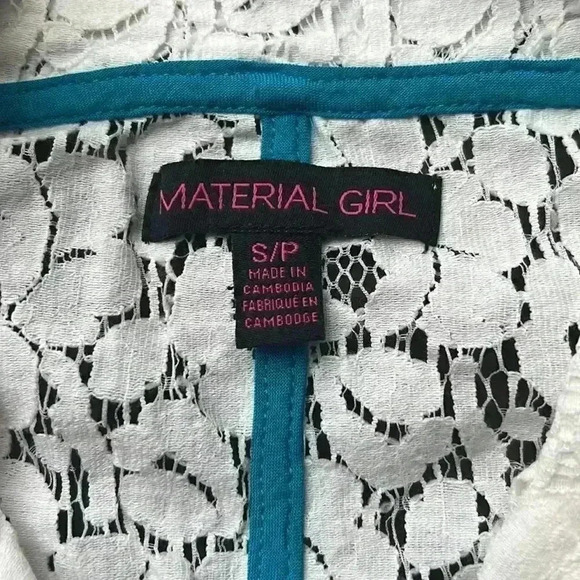 MATERIAL GIRL
S/P
MADE IN
CAMBODIA
FABRIQUÉ EN
CAMBODGE